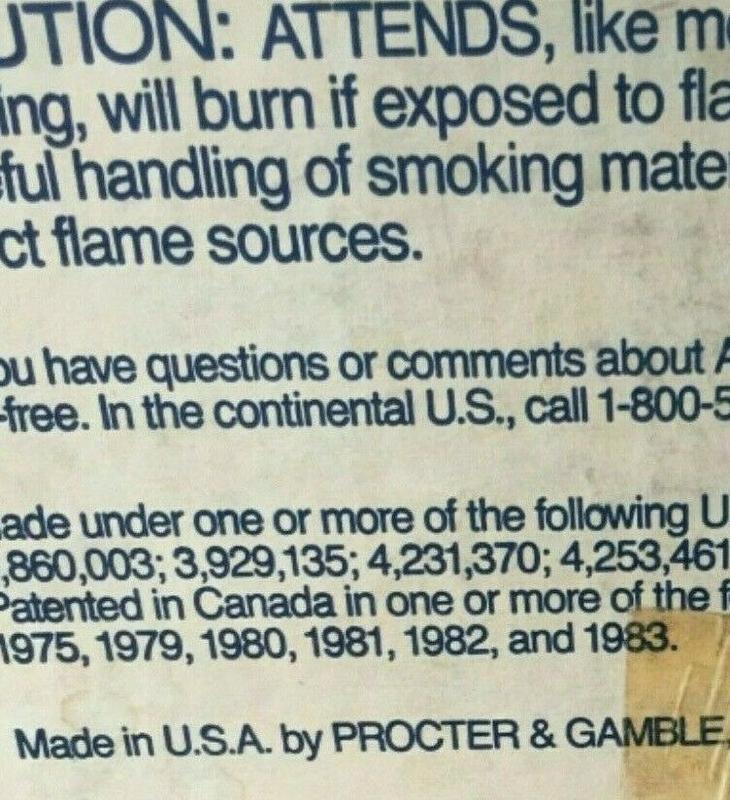 UTION: ATTENDS, like m
ing, will burn if exposed to fla
ful handling of smoking mate
ct flame sources.
ou have questions or comments about A
-free. In the continental U.S., call 1-800-5
ade under one or more of the following U
,860,003; 3,929,135; 4,231,370; 4,253,461
Patented in Canada in one or more of the f
1975, 1979, 1980, 1981, 1982, and 1983.
Made in U.S.A. by PROCTER & GAMBLE,